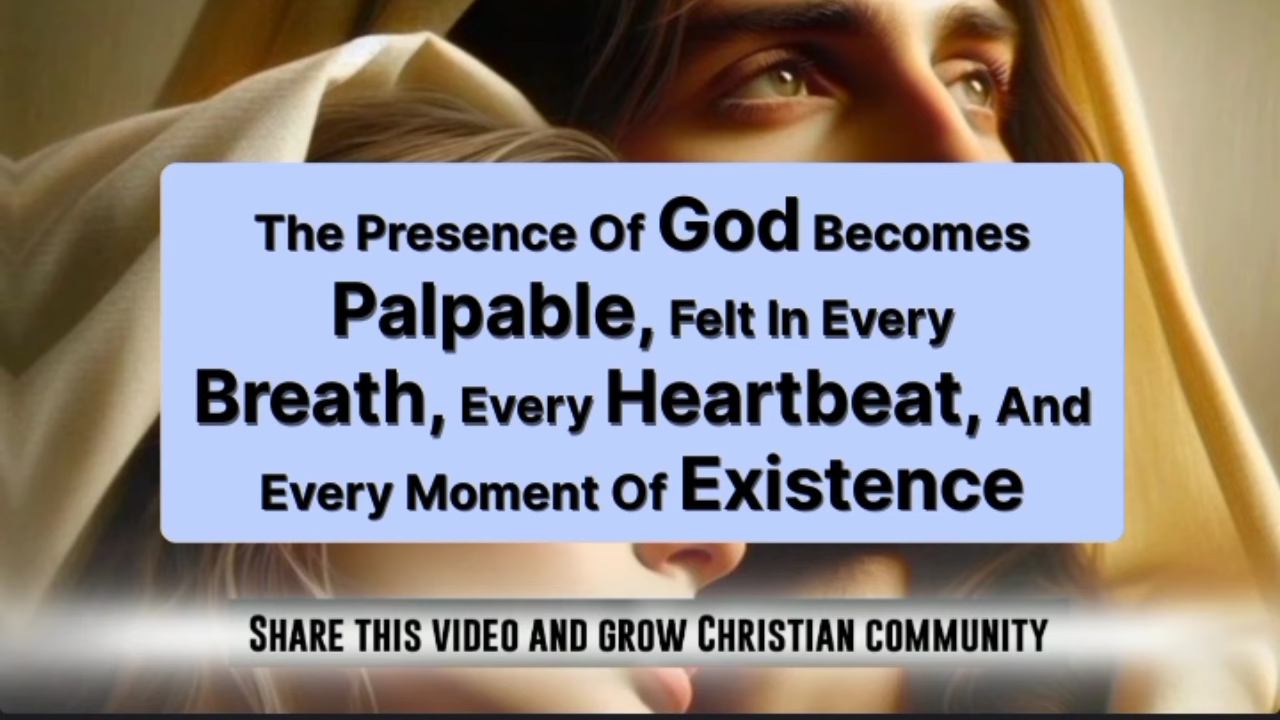 The Presence Of God Becomes
Palpable, Felt In Every
Breath, Every Heartbeat, And
Every Moment Of Existence
Share this video and grow Christian community